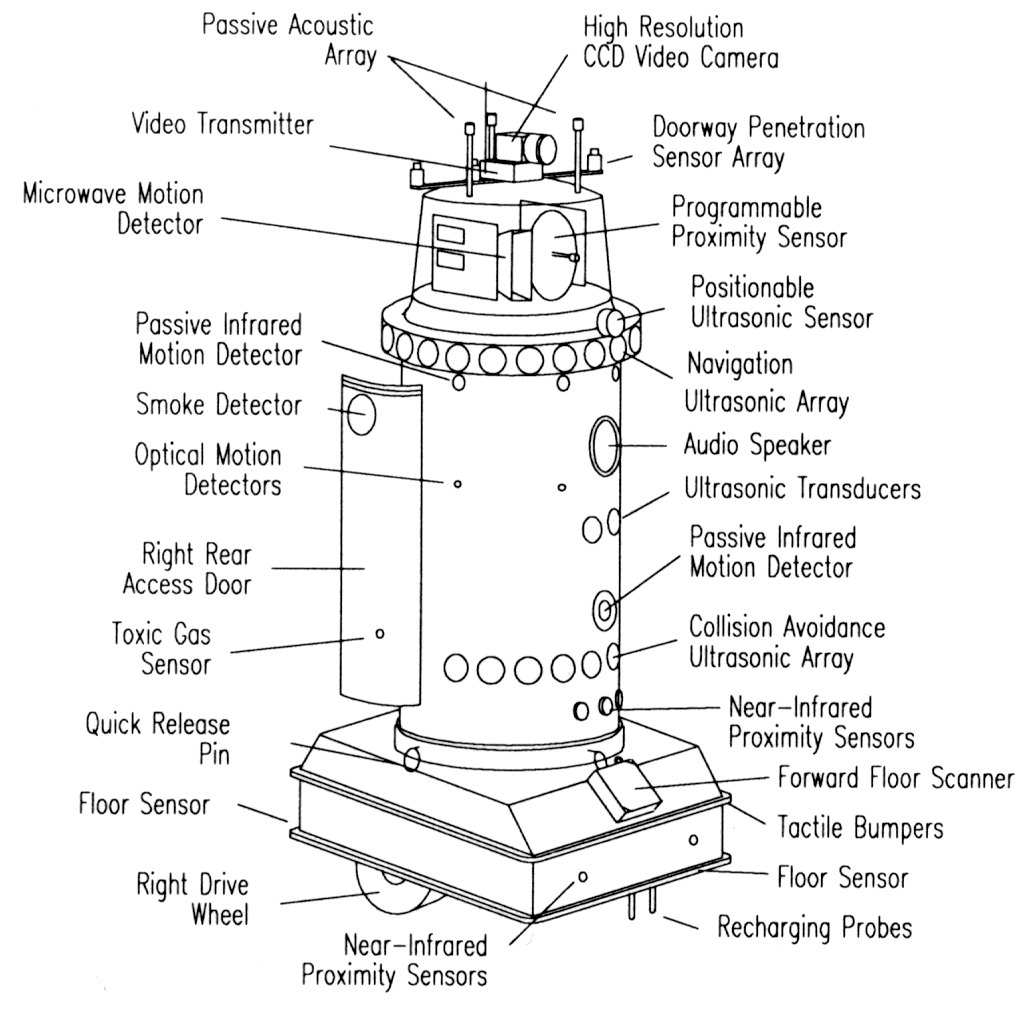 Passive Acoustic
Array
High Resolution
CCD Video Camera
Video Transmitter
Doorway Penetration
Sensor Array
Microwave Motion
Detector
Programmable
Proximity Sensor
Positionable
Ultrasonic Sensor
Passive Infrared
Motion Detector
Navigation
Ultrasonic Array
Smoke Detector
Audio Speaker
Optical Motion
Detectors
Ultrasonic Transducers
Right Rear
Access Door
Passive Infrared
Motion Detector
Toxic Gas
Sensor
Collision Avoidance
Ultrasonic Array
Quick Release
Pin
Near-Infrared
Proximity Sensors
Forward Floor Scanner
Floor Sensor
Tactile Bumpers
Right Drive
Wheel
Floor Sensor
Recharging Probes
Near-Infrared
Proximity Sensors